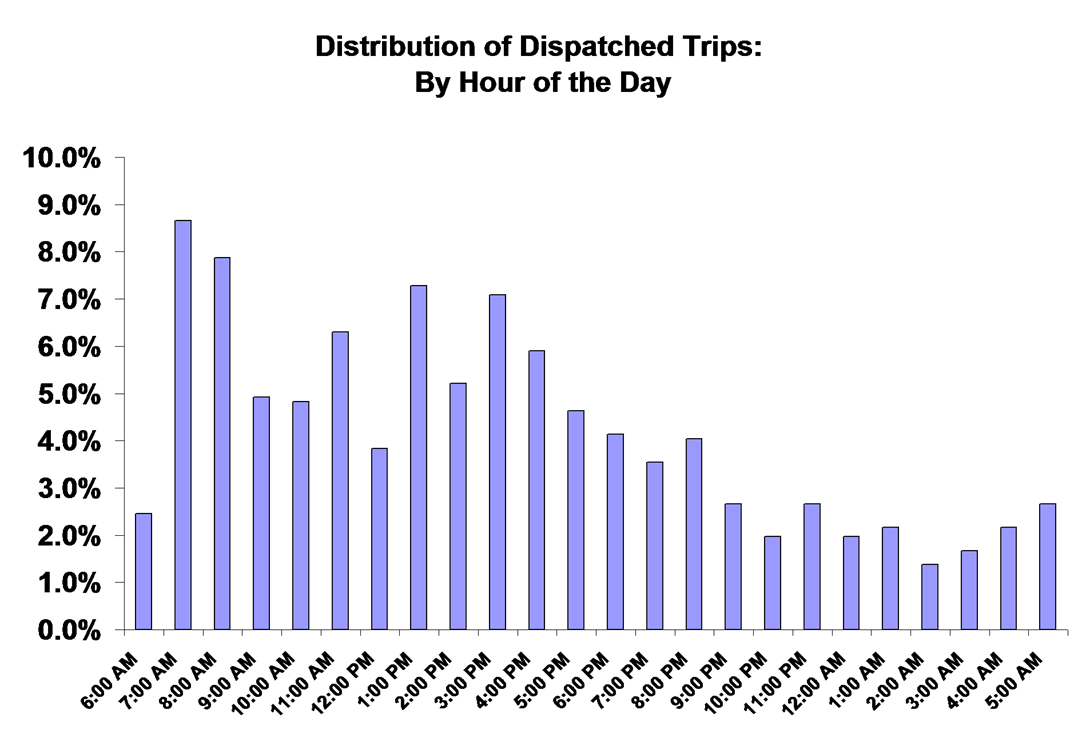 Distribution of Dispatched Trips:
By Hour of the Day
10.0%
9.0%
8.0%
7.0%
6.0%
5.0%
4.0%
3.0%
2.0%
1.0%
0.0%
6:00 AM
7:00 AM
8:00 AM
9:00 AM
10:00 AM
11:00 AM
12:00 PM
1:00 PM
2:00 PM
3:00 PM
4:00 PM
5:00 PM
6:00 PM
7:00 PM
8:00 PM
9:00 PM
10:00 PM
11:00 PM
12:00 AM
1:00 AM
2:00 AM
3:00 AM
4:00 AM
5:00 AM